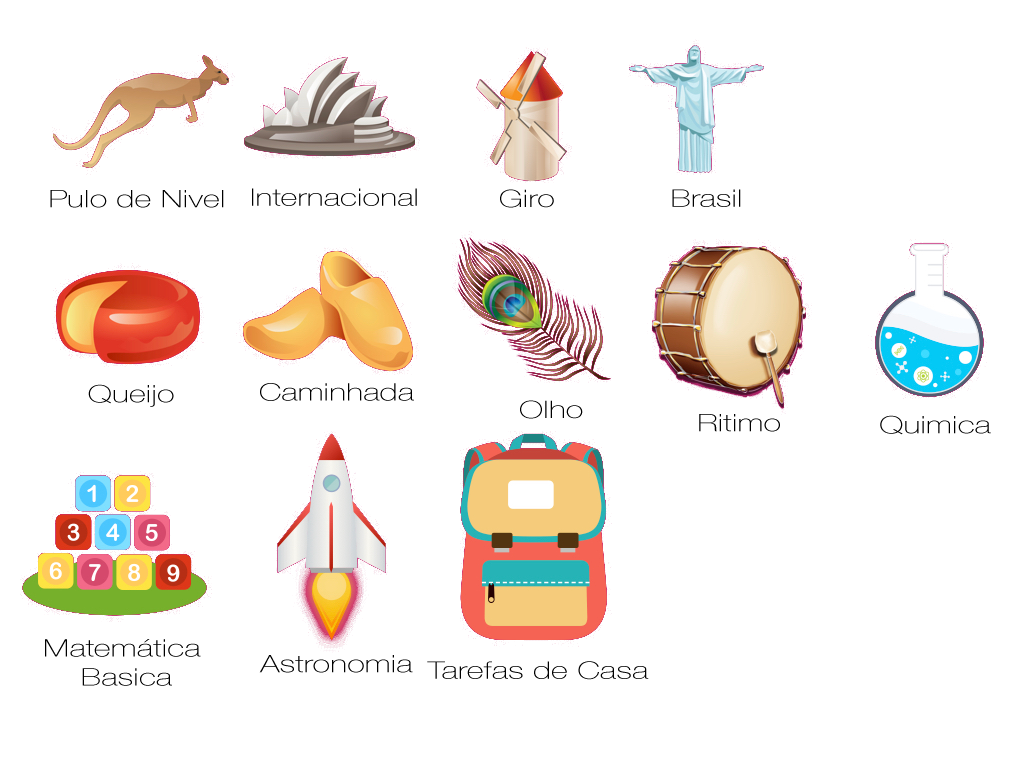 Pulo de Nivel
Internacional
Giro
Brasil
Queijo
Caminhada
Olho
Ritimo
Quimica
1 2
3 4 5
6 7 8 9
Matemática
Basica
Astronomia
Tarefas de Casa